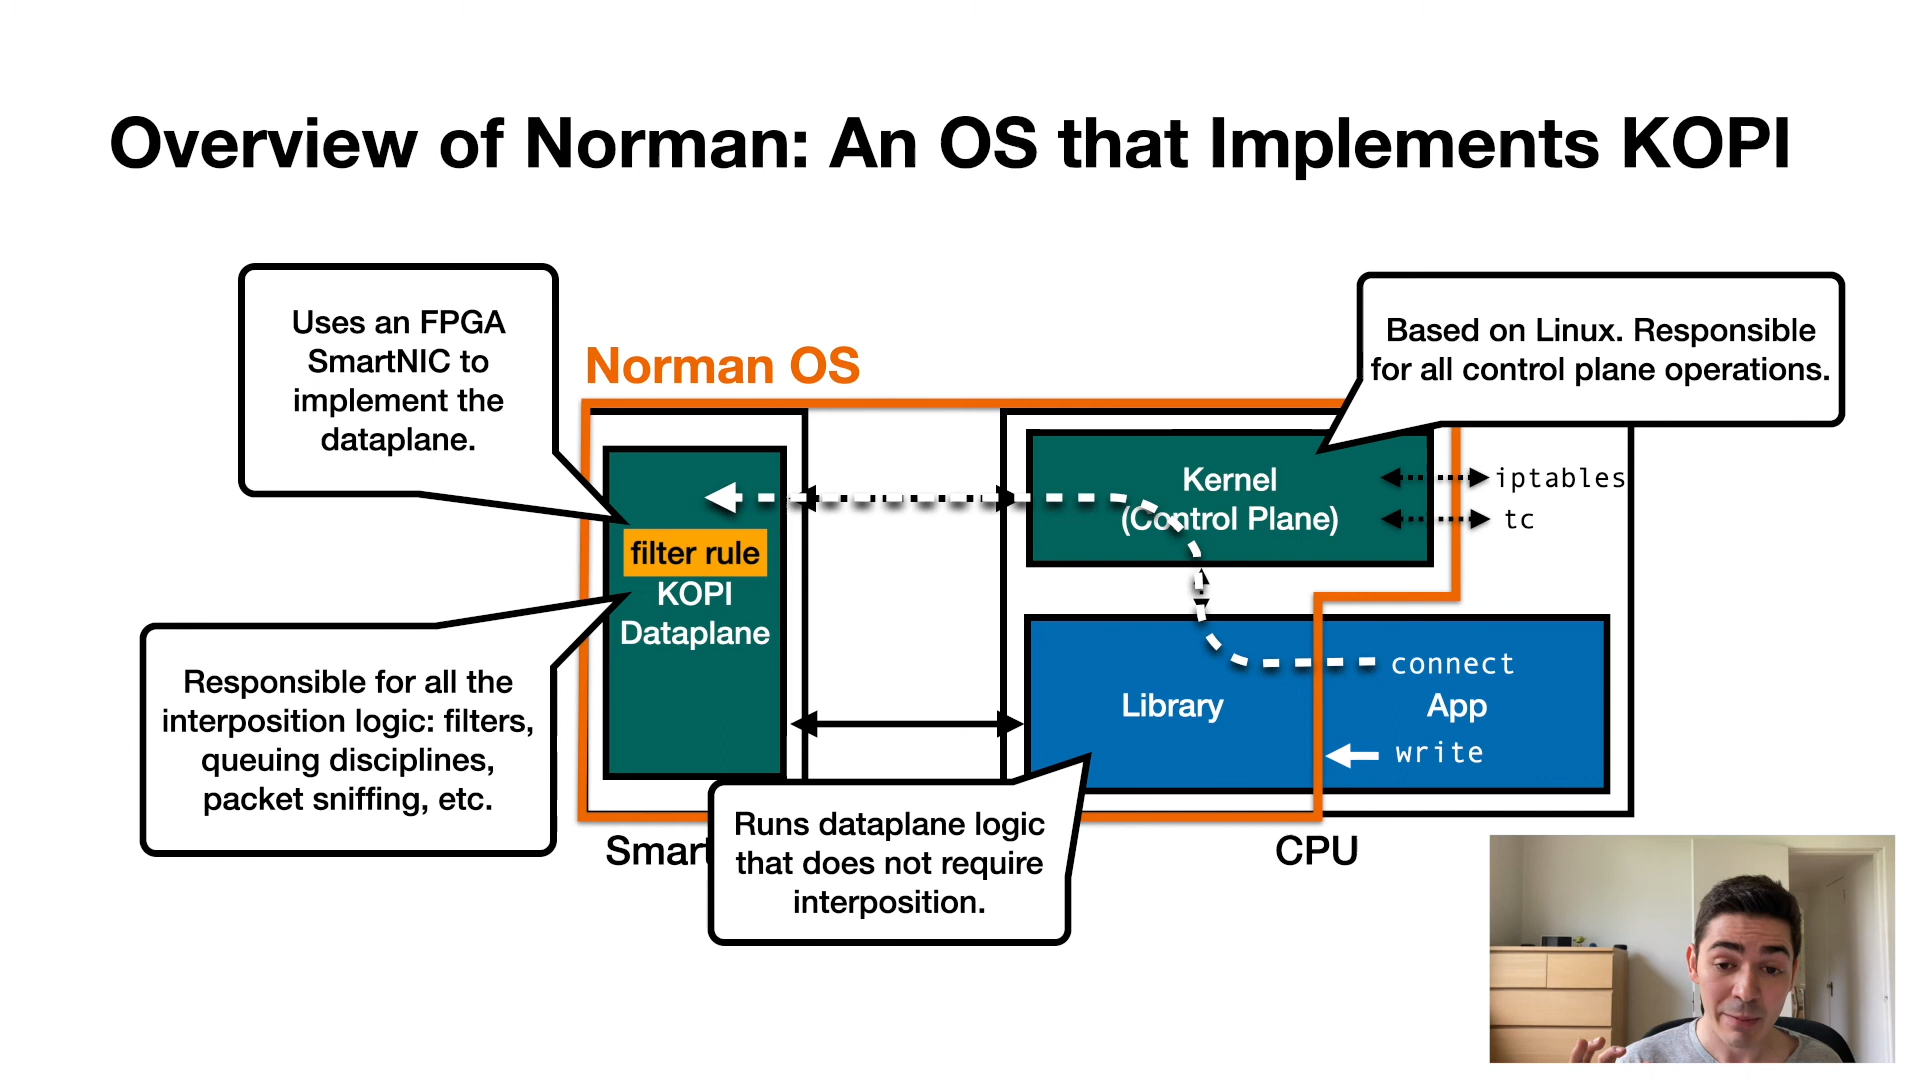 Overview of Norman: An OS that Implements KOPI
Uses an FPGA
SmartNIC to
implement the
dataplane.
Based on Linux. Responsible
for all control plane operations.
Norman OS
Kernel
(Control Plane)
iptables
tc
filter rule
KOPI
Dataplane
Responsible for all the
interposition logic: filters,
queuing disciplines,
packet sniffing, etc.
Library
connect
App
write
Runs dataplane logic
that does not require
interposition.
Smart
CPU